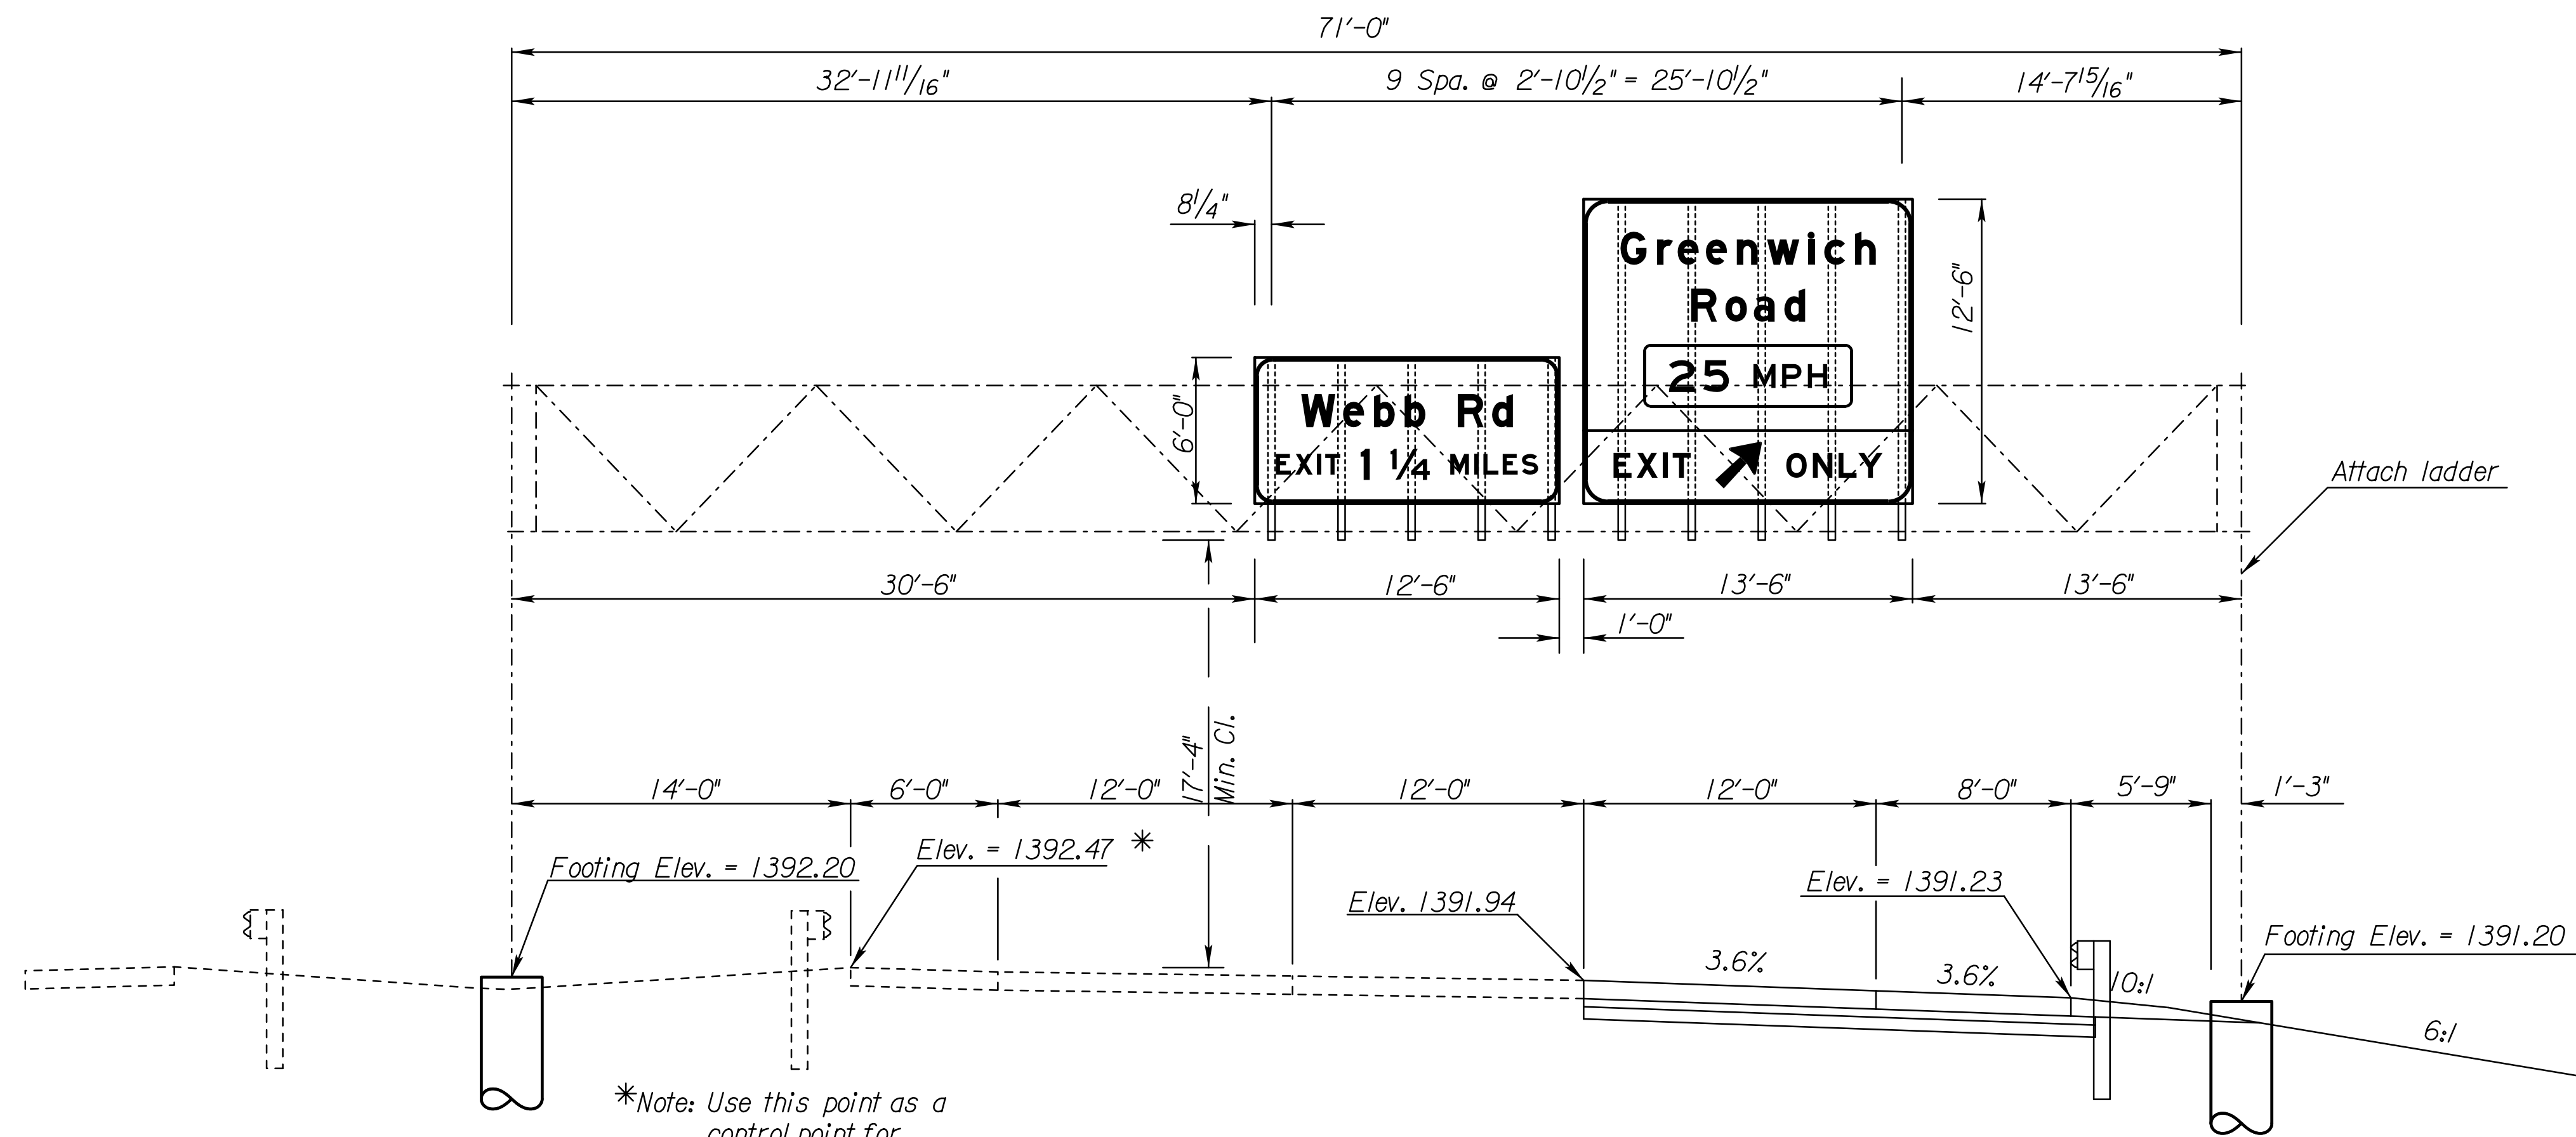 71'-0"
32'-11 11/16"
9 Spa. @ 2'-10 1/2" = 25'-10 1/2"
14'-7 15/16"
8 1/4"
Greenwich
Road
25 MPH
EXIT ONLY
12'-6"
6'-0"
Webb Rd
EXIT 1 1/4 MILES
Attach ladder
30'-6"
12'-6"
13'-6"
13'-6"
1'-0"
17'-4"
Min. Cl.
14'-0"
6'-0"
12'-0"
12'-0"
12'-0"
8'-0"
5'-9"
1'-3"
Footing Elev. = 1392.20
Elev. = 1392.47 *
Elev. 1391.94
Elev. = 1391.23
Footing Elev. = 1391.20
3.6%
3.6%
10:1
6:1
*Note: Use this point as a
control point for